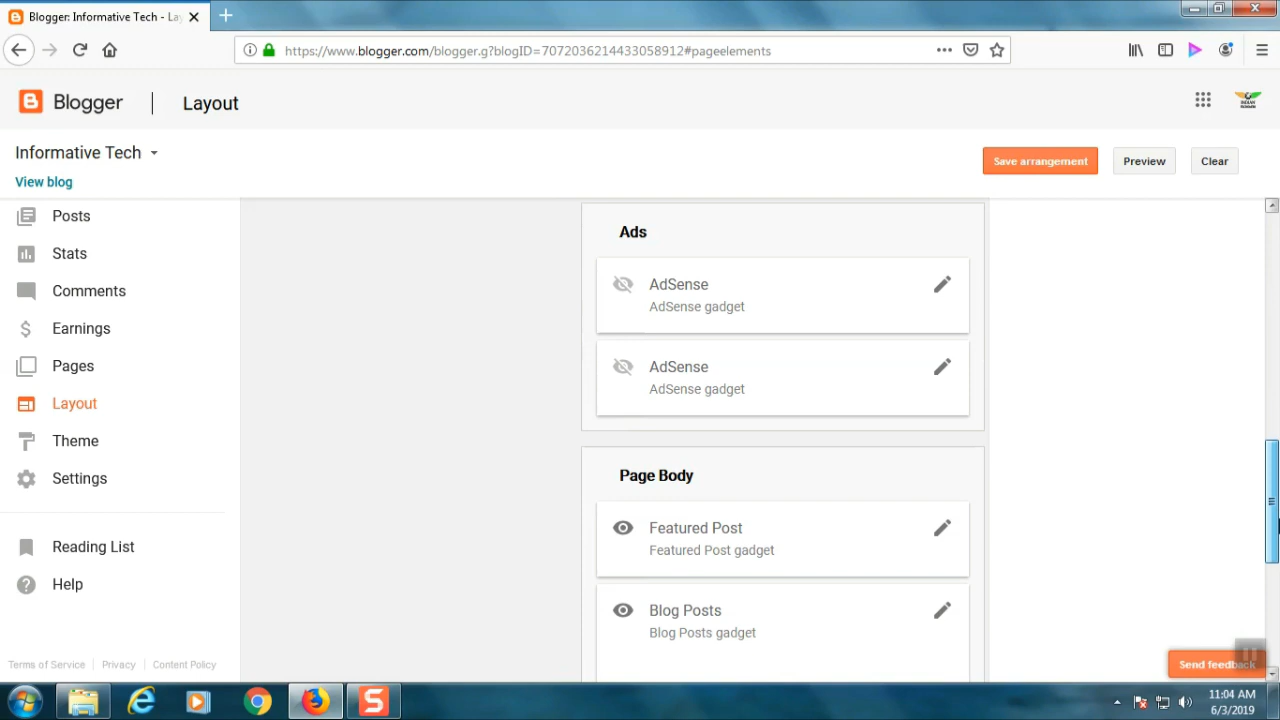 Blogger: Informative Tech - Lay
https://www.blogger.com/blogger.g?blogID=7072036214433058912#pageelements
Blogger
Layout
Informative Tech
View blog
Save arrangement
Preview
Clear
Posts
Stats
Comments
Earnings
Pages
Layout
Theme
Settings
Reading List
Help
Terms of Service
Privacy
Content Policy
Ads
AdSense
AdSense gadget
AdSense
AdSense gadget
Page Body
Featured Post
Featured Post gadget
Blog Posts
Blog Posts gadget
Send feedback
11:04 AM
6/3/2019